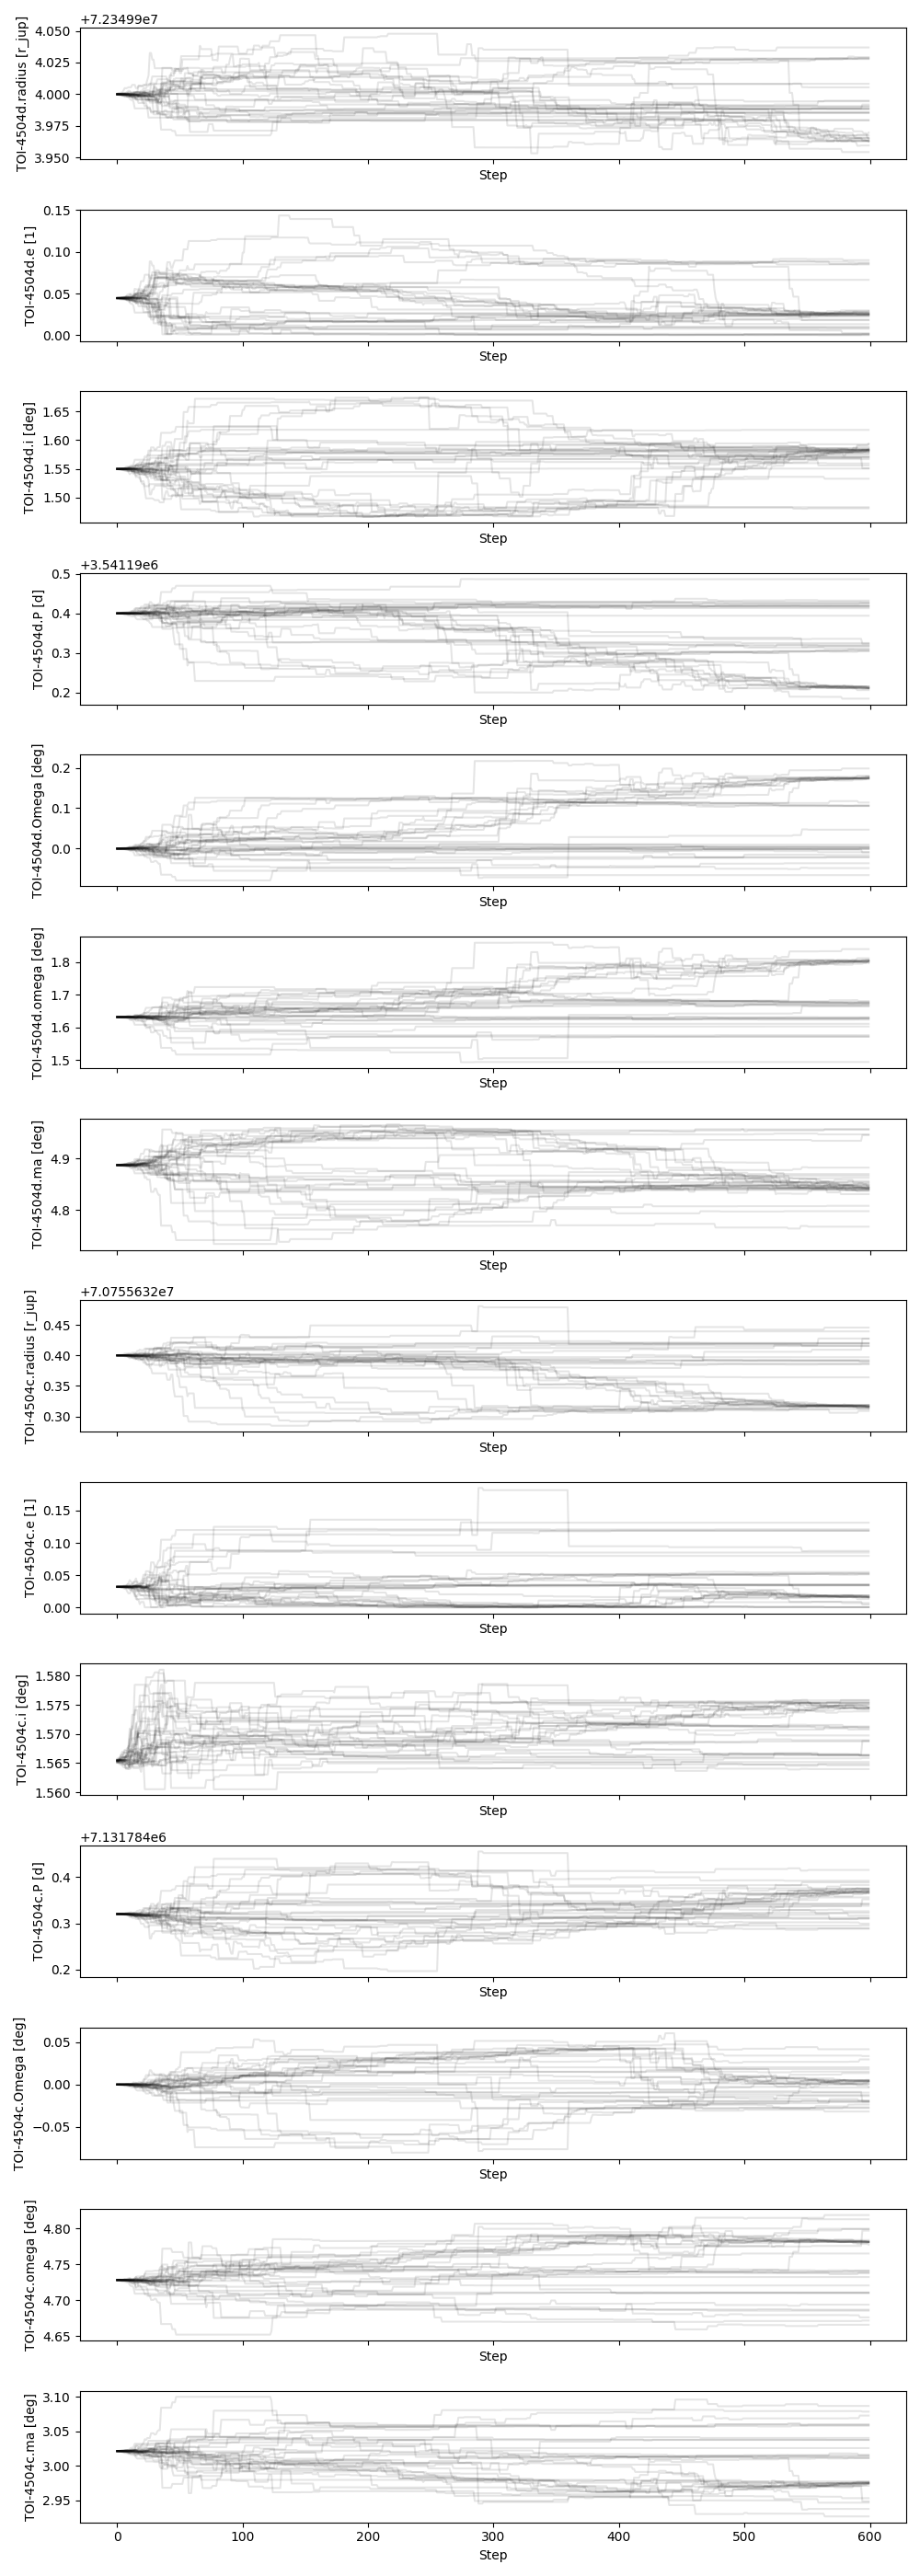 +7.23499e7
4.050
4.025
4.000
3.975
3.950
TOI-4504d.radius [r_jup]
Step
0.15
0.10
0.05
0.00
TOI-4504d.e [1]
Step
1.65
1.60
1.55
1.50
TOI-4504d.i [deg]
Step
+3.54119e6
0.5
0.4
0.3
0.2
TOI-4504d.P [d]
Step
0.2
0.1
0.0
TOI-4504d.Omega [deg]
Step
1.8
1.7
1.6
1.5
TOI-4504d.omega [deg]
Step
4.9
4.8
TOI-4504d.ma [deg]
Step
+7.0755632e7
0.45
0.40
0.35
0.30
TOI-4504c.radius [r_jup]
Step
0.15
0.10
0.05
0.00
TOI-4504c.e [1]
Step
1.580
1.575
1.570
1.565
1.560
TOI-4504c.i [deg]
Step
+7.131784e6
0.4
0.3
0.2
TOI-4504c.P [d]
Step
0.05
0.00
−0.05
TOI-4504c.Omega [deg]
Step
4.80
4.75
4.70
4.65
TOI-4504c.omega [deg]
Step
3.10
3.05
3.00
2.95
TOI-4504c.ma [deg]
0 100 200 300 400 500 600
Step